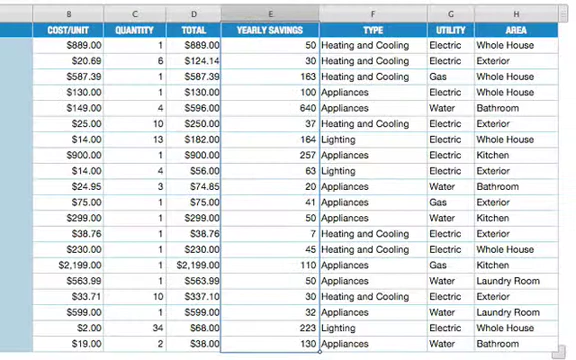 B C D E F G H
COST/UNIT QUANTITY TOTAL YEARLY SAVINGS TYPE UTILITY AREA
$889.00 1 $889.00 50 Heating and Cooling Electric Whole House
$20.69 6 $124.14 30 Heating and Cooling Electric Exterior
$587.39 1 $587.39 163 Heating and Cooling Gas Whole House
$130.00 1 $130.00 100 Appliances Electric Whole House
$149.00 4 $596.00 640 Appliances Water Bathroom
$25.00 10 $250.00 37 Heating and Cooling Electric Exterior
$14.00 13 $182.00 164 Lighting Electric Whole House
$900.00 1 $900.00 257 Appliances Electric Kitchen
$14.00 4 $56.00 63 Lighting Electric Exterior
$24.95 3 $74.85 20 Appliances Water Bathroom
$75.00 1 $75.00 41 Appliances Gas Exterior
$299.00 1 $299.00 50 Appliances Water Kitchen
$38.76 1 $38.76 7 Heating and Cooling Electric Exterior
$230.00 1 $230.00 45 Heating and Cooling Electric Whole House
$2,199.00 1 $2,199.00 110 Appliances Gas Kitchen
$563.99 1 $563.99 50 Appliances Water Laundry Room
$33.71 10 $337.10 30 Heating and Cooling Electric Exterior
$599.00 1 $599.00 32 Appliances Water Laundry Room
$2.00 34 $68.00 223 Lighting Electric Whole House
$19.00 2 $38.00 130 Appliances Water Bathroom